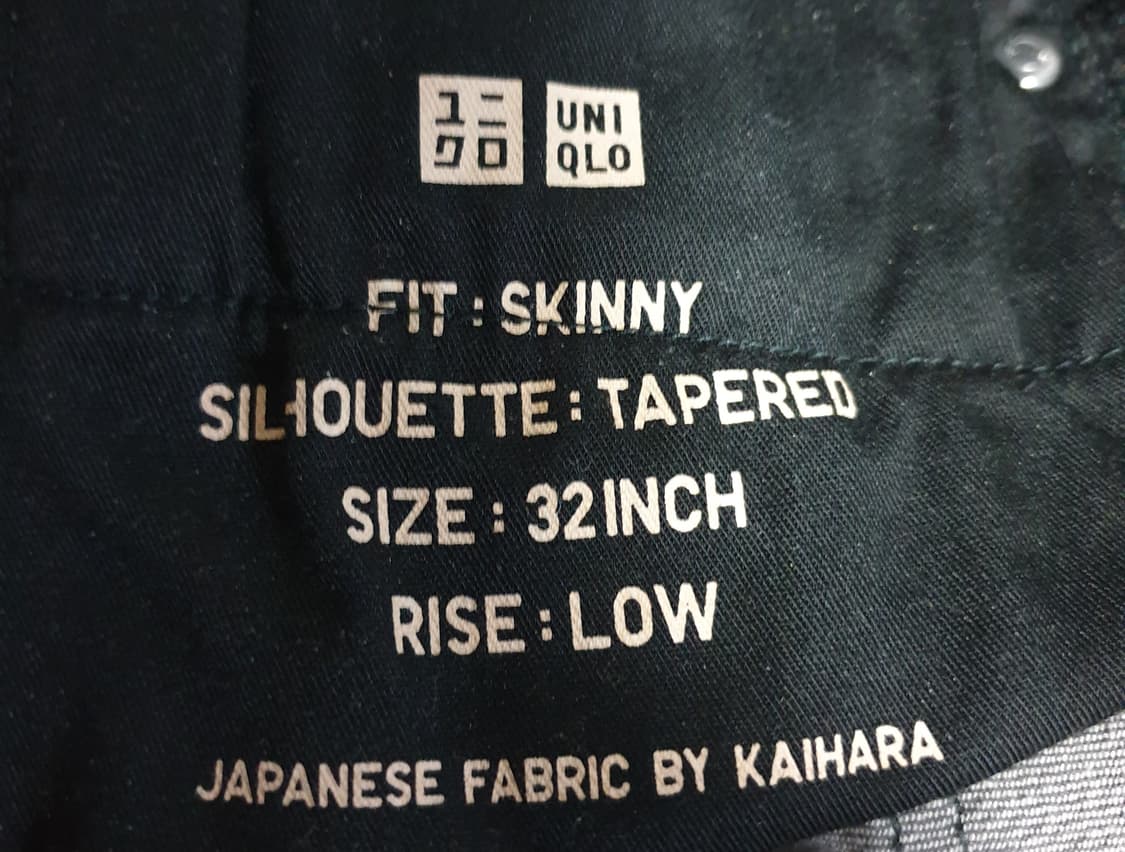 ユニ UNI
クロ QLO
FIT : SKINNY
SILHOUETTE : TAPERED
SIZE : 32INCH
RISE : LOW
JAPANESE FABRIC BY KAIHARA